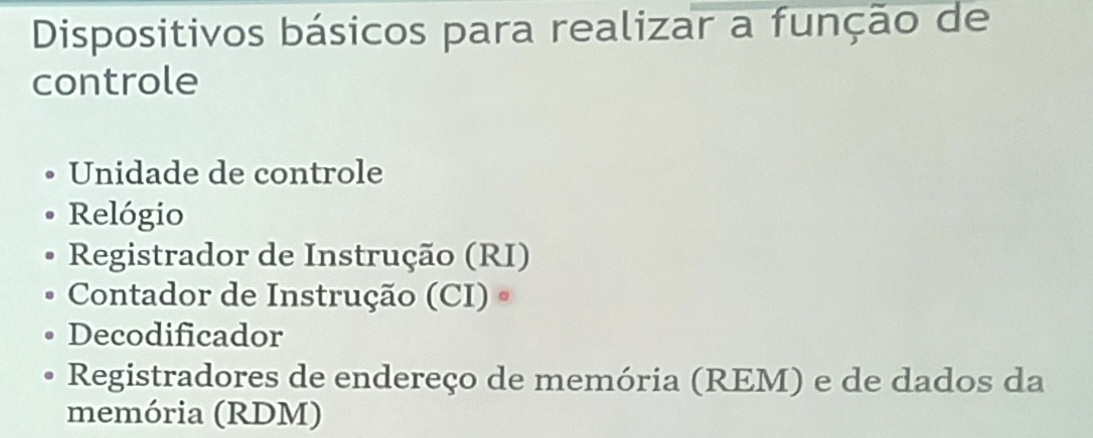 Dispositivos básicos para realizar a função de
controle
• Unidade de controle
• Relógio
• Registrador de Instrução (RI)
• Contador de Instrução (CI)
• Decodificador
• Registradores de endereço de memória (REM) e de dados da
memória (RDM)